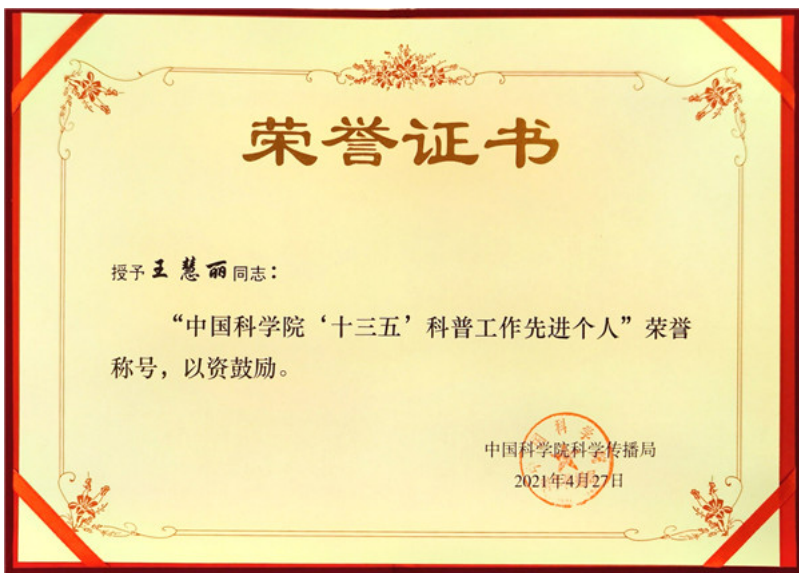 荣誉证书
授予王慧丽同志：
“中国科学院‘十三五’科普工作先进个人”荣誉
称号，以资鼓励。
中国科学院科学传播局
2021年4月27日